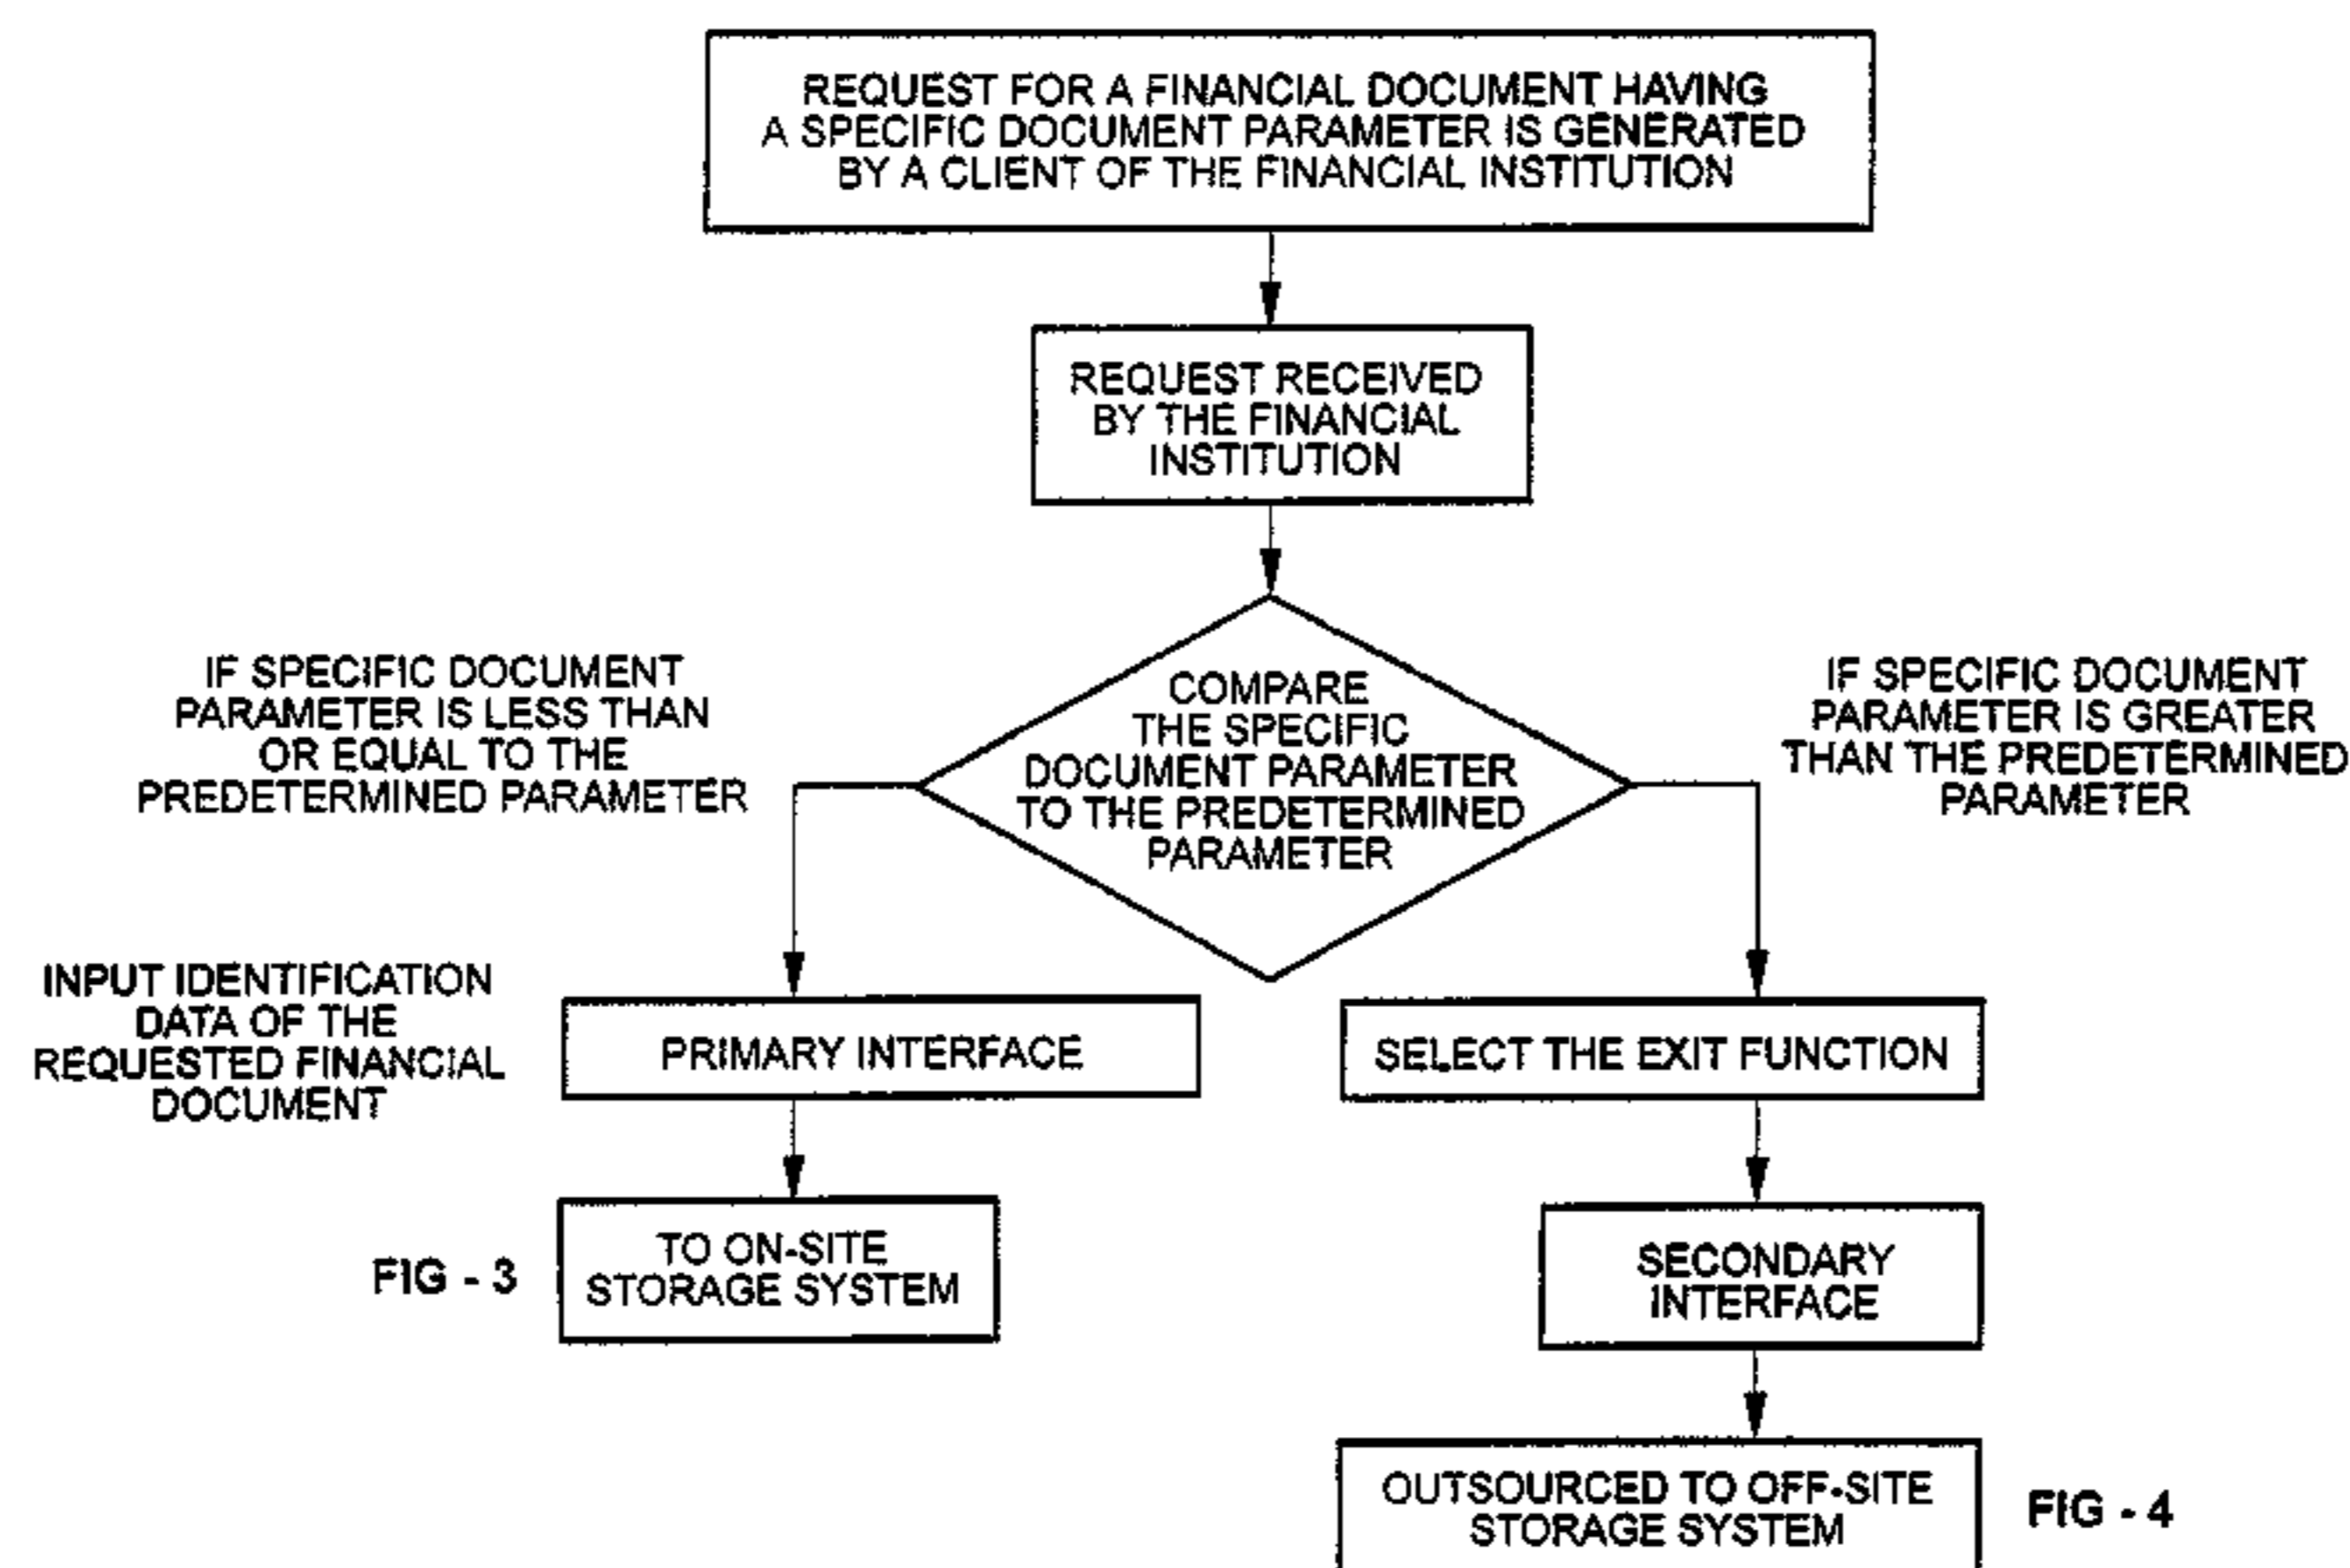 REQUEST FOR A FINANCIAL DOCUMENT HAVING
A SPECIFIC DOCUMENT PARAMETER IS GENERATED
BY A CLIENT OF THE FINANCIAL INSTITUTION
REQUEST RECEIVED
BY THE FINANCIAL
INSTITUTION
COMPARE
THE SPECIFIC
DOCUMENT PARAMETER
TO THE PREDETERMINED
PARAMETER
IF SPECIFIC DOCUMENT
PARAMETER IS LESS THAN
OR EQUAL TO THE
PREDETERMINED PARAMETER
IF SPECIFIC DOCUMENT
PARAMETER IS GREATER
THAN THE PREDETERMINED
PARAMETER
INPUT IDENTIFICATION
DATA OF THE
REQUESTED FINANCIAL
DOCUMENT
PRIMARY INTERFACE
SELECT THE EXIT FUNCTION
FIG - 3
TO ON-SITE
STORAGE SYSTEM
SECONDARY
INTERFACE
OUTSOURCED TO OFF-SITE
STORAGE SYSTEM
FIG - 4